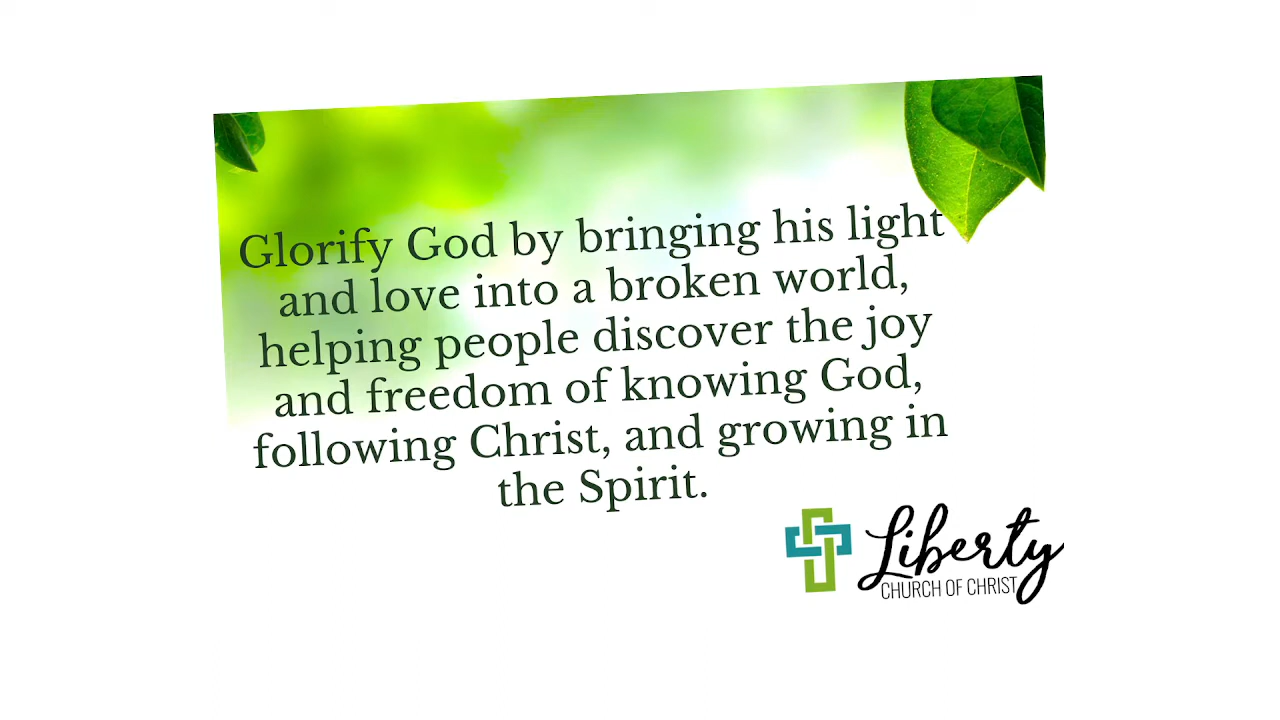 Glorify God by bringing his light
and love into a broken world,
helping people discover the joy
and freedom of knowing God,
following Christ, and growing in
the Spirit.
Liberty
CHURCH OF CHRIST